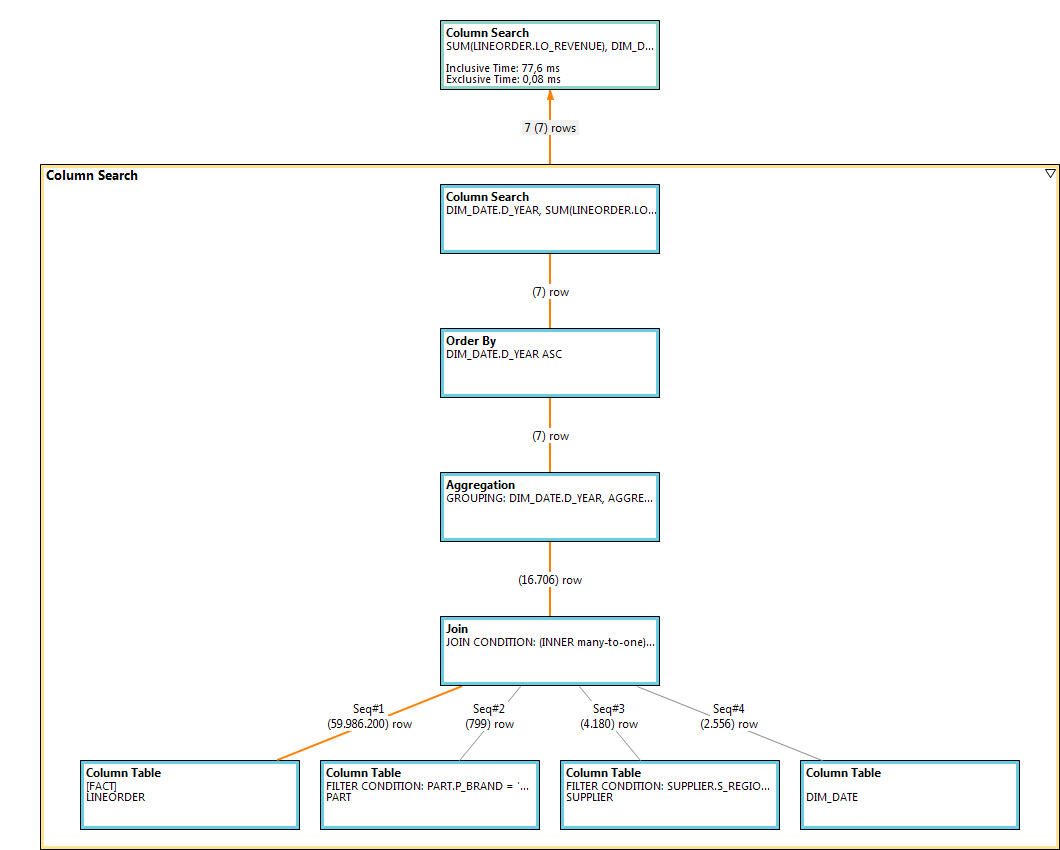 Column Search
SUM(LINEORDER.LO_REVENUE), DIM_D...
Inclusive Time: 77,6 ms
Exclusive Time: 0,08 ms
7 (7) rows
Column Search
Column Search
DIM_DATE.D_YEAR, SUM(LINEORDER.LO...
(7) row
Order By
DIM_DATE.D_YEAR ASC
(7) row
Aggregation
GROUPING: DIM_DATE.D_YEAR, AGGRE...
(16.706) row
Join
JOIN CONDITION: (INNER many-to-one)...
Seq#1
(59.986.200) row
Seq#2
(799) row
Seq#3
(4.180) row
Seq#4
(2.556) row
Column Table
[FACT]
LINEORDER
Column Table
FILTER CONDITION: PART.P_BRAND = '...
PART
Column Table
FILTER CONDITION: SUPPLIER.S_REGIO...
SUPPLIER
Column Table
DIM_DATE